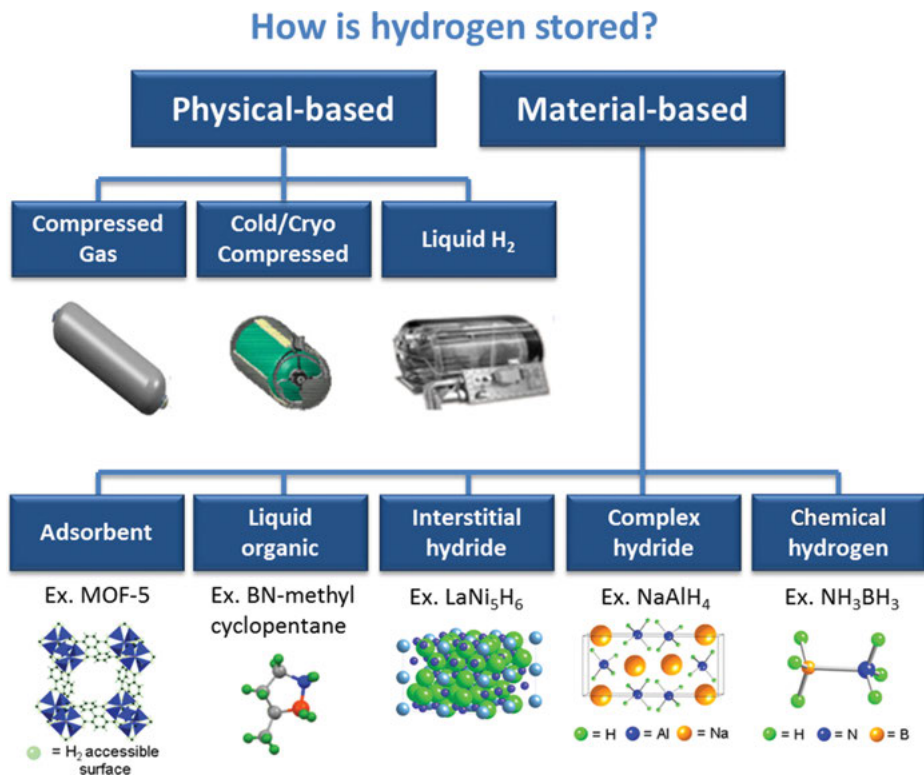 How is hydrogen stored?
Physical-based
Material-based
Compressed
Gas
Cold/Cryo
Compressed
Liquid H₂
Adsorbent
Liquid
organic
Interstitial
hydride
Complex
hydride
Chemical
hydrogen
Ex. MOF-5
Ex. BN-methyl
cyclopentane
Ex. LaNi₅H₆
Ex. NaAlH₄
Ex. NH₃BH₃
= H₂ accessible
surface
= H = Al = Na
= H = N = B